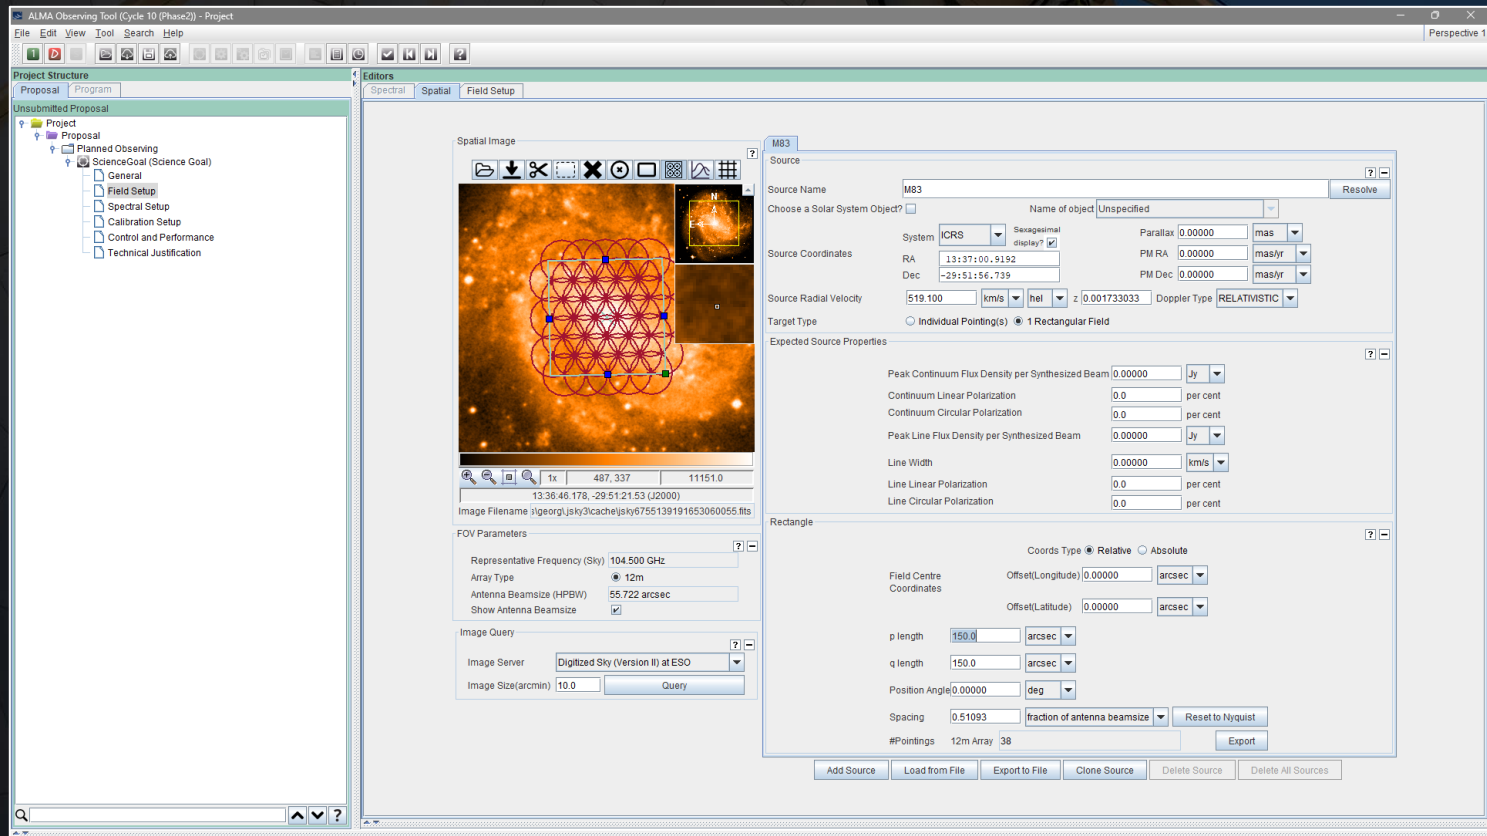 ALMA Observing Tool (Cycle 10 (Phase2)) - Project
File Edit View Tool Search Help
Perspective 1
Project Structure
Proposal Program
Unsubmitted Proposal
Project
Proposal
Planned Observing
ScienceGoal (Science Goal)
General
Field Setup
Spectral Setup
Calibration Setup
Control and Performance
Technical Justification
Editors
Spectral Spatial Field Setup
Spatial Image
?
N
E
1x 487, 337 11151.0
13:36:46.178, -29:51:21.53 (J2000)
Image Filename s\georg\.jsky3\cache\jsky6755139191653060055.fits
FOV Parameters
?
Representative Frequency (Sky) 104.500 GHz
Array Type 12m
Antenna Beamsize (HPBW) 55.722 arcsec
Show Antenna Beamsize
Image Query
?
Image Server Digitized Sky (Version II) at ESO
Image Size(arcmin) 10.0 Query
M83
Source
?
Source Name M83 Resolve
Choose a Solar System Object? Name of object Unspecified
Source Coordinates
System ICRS Sexagesimal display? Parallax 0.00000 mas
RA 13:37:00.9192 PM RA 0.00000 mas/yr
Dec -29:51:56.739 PM Dec 0.00000 mas/yr
Source Radial Velocity 519.100 km/s hel z 0.001733033 Doppler Type RELATIVISTIC
Target Type Individual Pointing(s) 1 Rectangular Field
Expected Source Properties
?
Peak Continuum Flux Density per Synthesized Beam 0.00000 Jy
Continuum Linear Polarization 0.0 per cent
Continuum Circular Polarization 0.0 per cent
Peak Line Flux Density per Synthesized Beam 0.00000 Jy
Line Width 0.00000 km/s
Line Linear Polarization 0.0 per cent
Line Circular Polarization 0.0 per cent
Rectangle
?
Coords Type Relative Absolute
Field Centre Coordinates Offset(Longitude) 0.00000 arcsec
Offset(Latitude) 0.00000 arcsec
p length 150.0 arcsec
q length 150.0 arcsec
Position Angle 0.00000 deg
Spacing 0.51093 fraction of antenna beamsize Reset to Nyquist
#Pointings 12m Array 38 Export
Add Source Load from File Export to File Clone Source Delete Source Delete All Sources
?